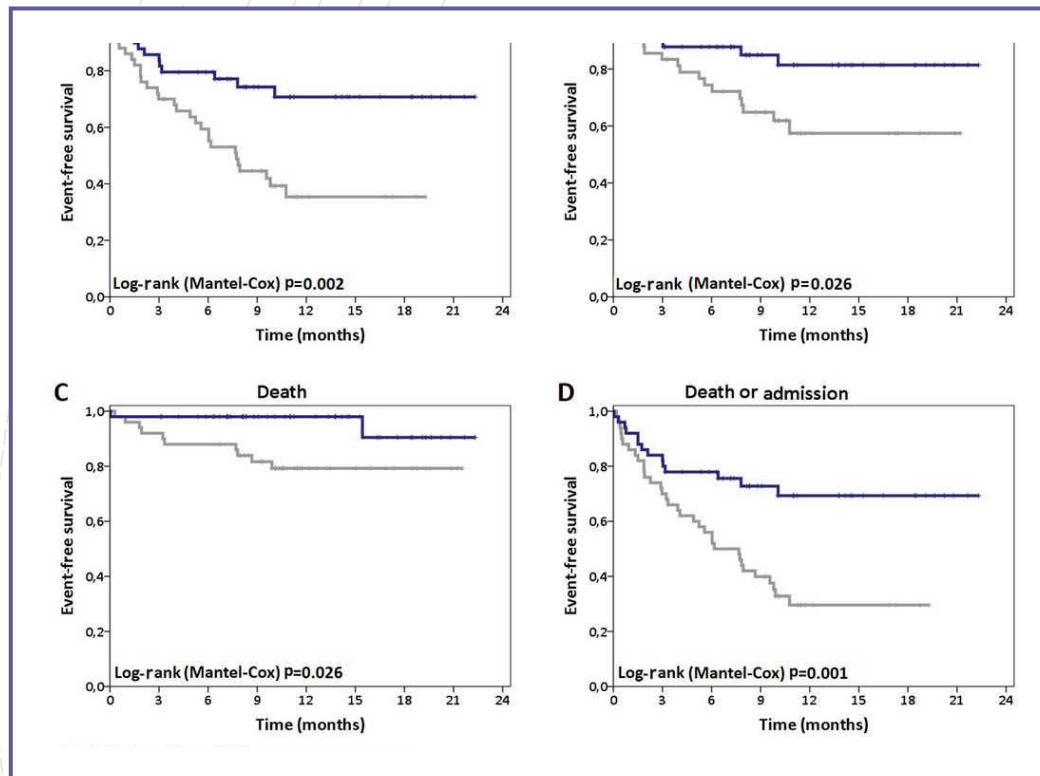 0,8
0,6
0,4
0,2
0,0
Event-free survival
Log-rank (Mantel-Cox) p=0.002
0 3 6 9 12 15 18 21 24
Time (months)
0,8
0,6
0,4
0,2
0,0
Event-free survival
Log-rank (Mantel-Cox) p=0.026
0 3 6 9 12 15 18 21 24
Time (months)
C Death
1,0
0,8
0,6
0,4
0,2
0,0
Event-free survival
Log-rank (Mantel-Cox) p=0.026
0 3 6 9 12 15 18 21 24
Time (months)
D Death or admission
1,0
0,8
0,6
0,4
0,2
0,0
Event-free survival
Log-rank (Mantel-Cox) p=0.001
0 3 6 9 12 15 18 21 24
Time (months)